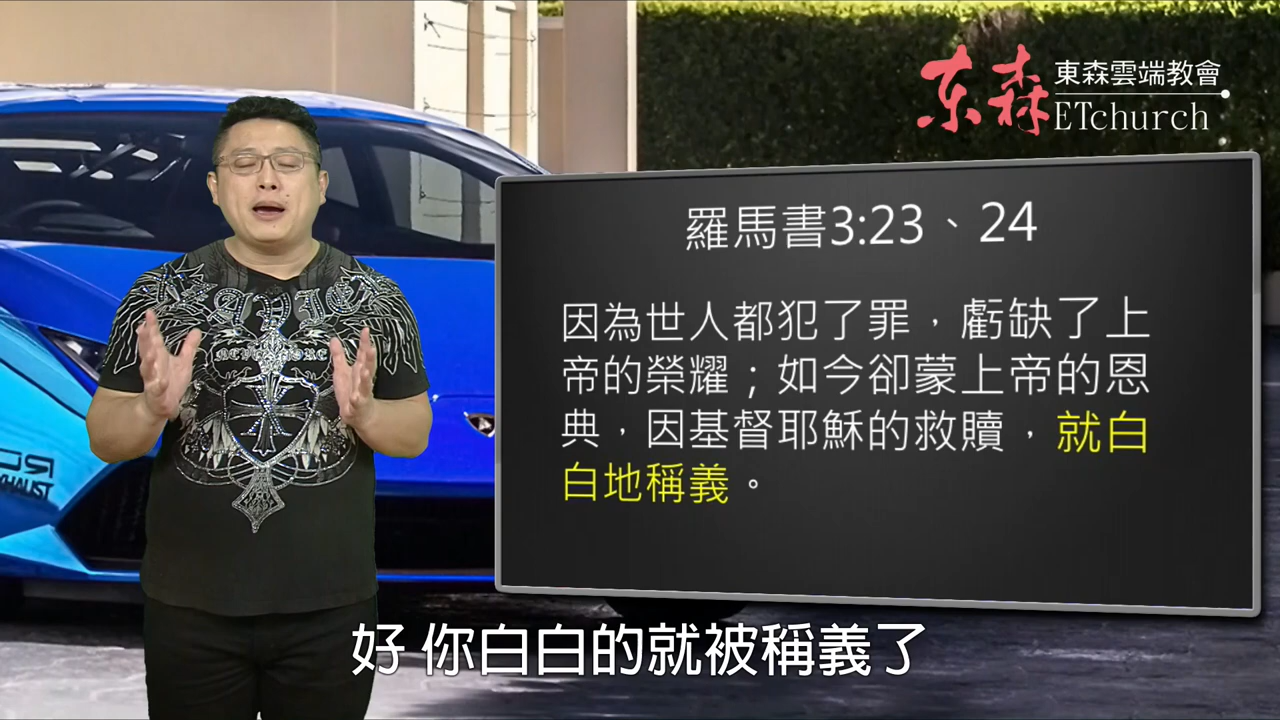 东森
東森雲端教會
ETchurch
羅馬書3:23、24
因為世人都犯了罪，虧缺了上
帝的榮耀；如今卻蒙上帝的恩
典，因基督耶穌的救贖，就白
白地稱義。
好 你白白的就被稱義了